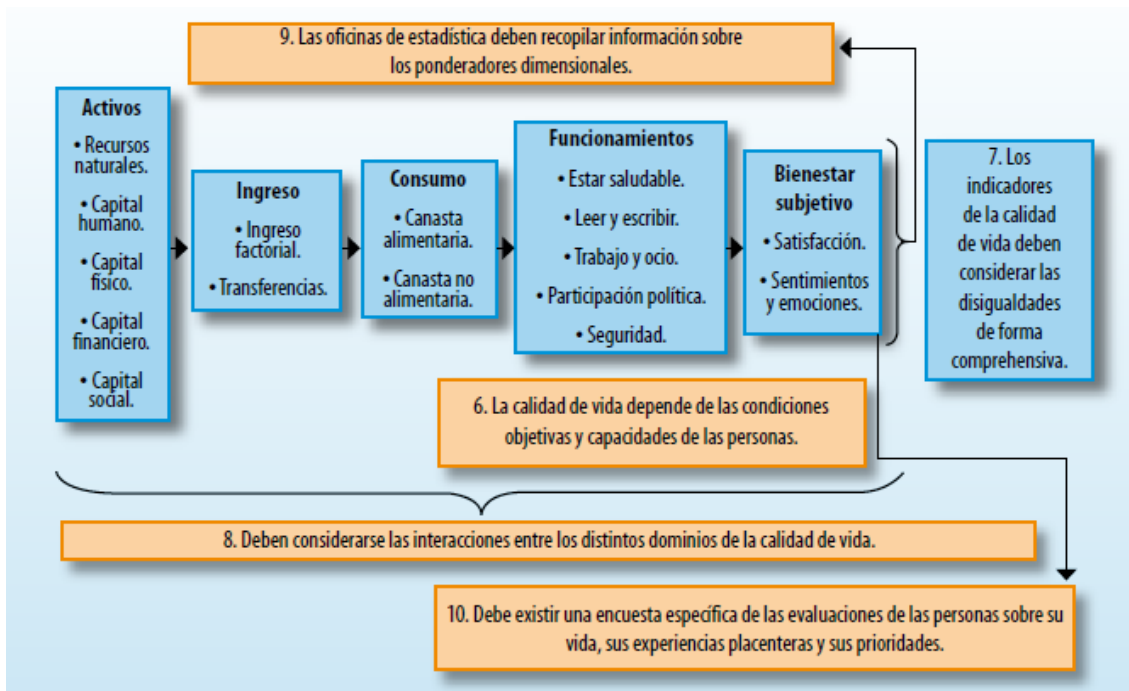 9. Las oficinas de estadística deben recopilar información sobre
los ponderadores dimensionales.
Activos
• Recursos
naturales.
• Capital
humano.
• Capital
físico.
• Capital
financiero.
• Capital
social.
Ingreso
• Ingreso
factorial.
• Transferencias.
Consumo
• Canasta
alimentaria.
• Canasta no
alimentaria.
Funcionamientos
• Estar saludable.
• Leer y escribir.
• Trabajo y ocio.
• Participación política.
• Seguridad.
Bienestar
subjetivo
• Satisfacción.
• Sentimientos
y emociones.
7. Los
indicadores
de la calidad
de vida deben
considerar las
disigualdades
de forma
comprehensiva.
6. La calidad de vida depende de las condiciones
objetivas y capacidades de las personas.
8. Deben considerarse las interacciones entre los distintos dominios de la calidad de vida.
10. Debe existir una encuesta específica de las evaluaciones de las personas sobre su
vida, sus experiencias placenteras y sus prioridades.